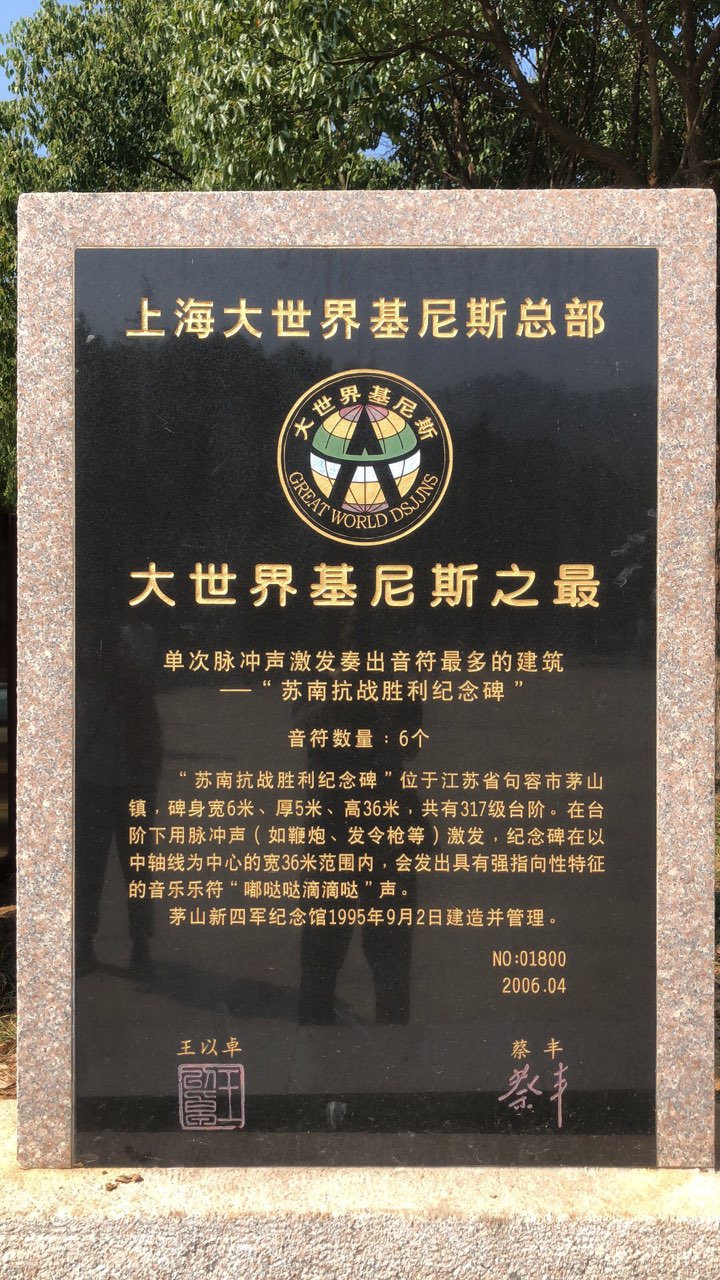 上海大世界基尼斯总部
大世界基尼斯
GREAT WORLD DSJJNS
大世界基尼斯之最
单次脉冲声激发奏出音符最多的建筑
—“苏南抗战胜利纪念碑”
音符数量：6个
“苏南抗战胜利纪念碑”位于江苏省句容市茅山
镇，碑身宽6米、厚5米、高36米，共有317级台阶。在台
阶下用脉冲声（如鞭炮、发令枪等）激发，纪念碑在以
中轴线为中心的宽36米范围内，会发出具有强指向性特征
的音乐乐符“嘟哒哒滴滴哒”声。
茅山新四军纪念馆1995年9月2日建造并管理。
NO:01800
2006.04
王以卓
蔡丰
蔡丰